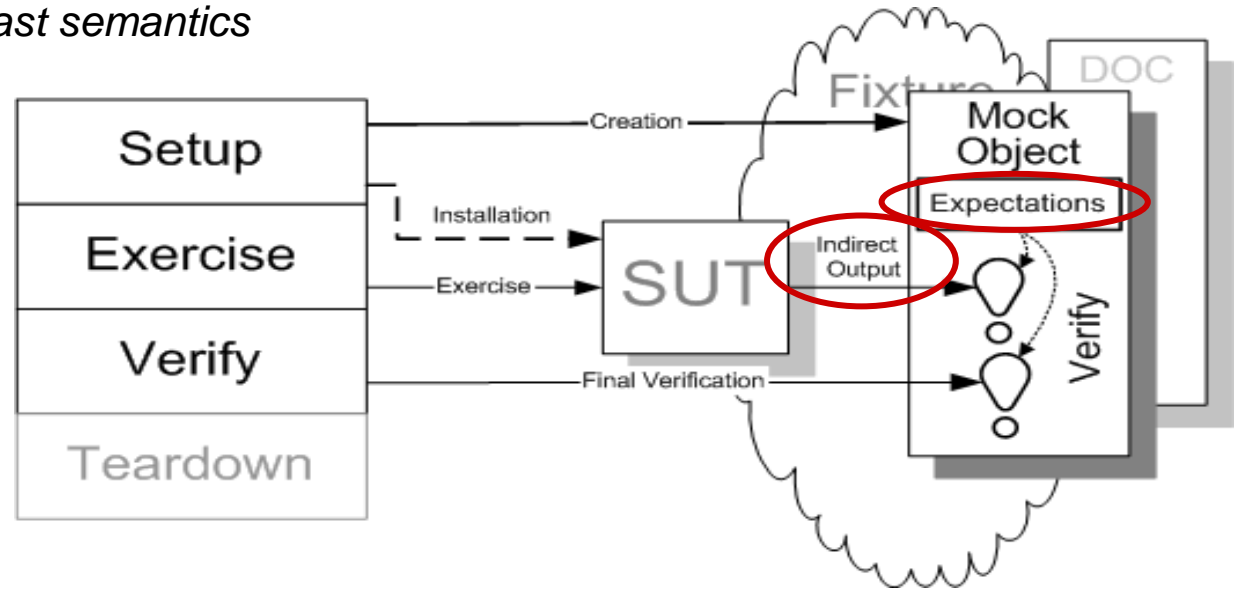 ast semantics
Setup
Exercise
Verify
Teardown
Creation
Installation
Exercise
Final Verification
SUT
Indirect
Output
Fixture
DOC
Mock
Object
Expectations
Verify